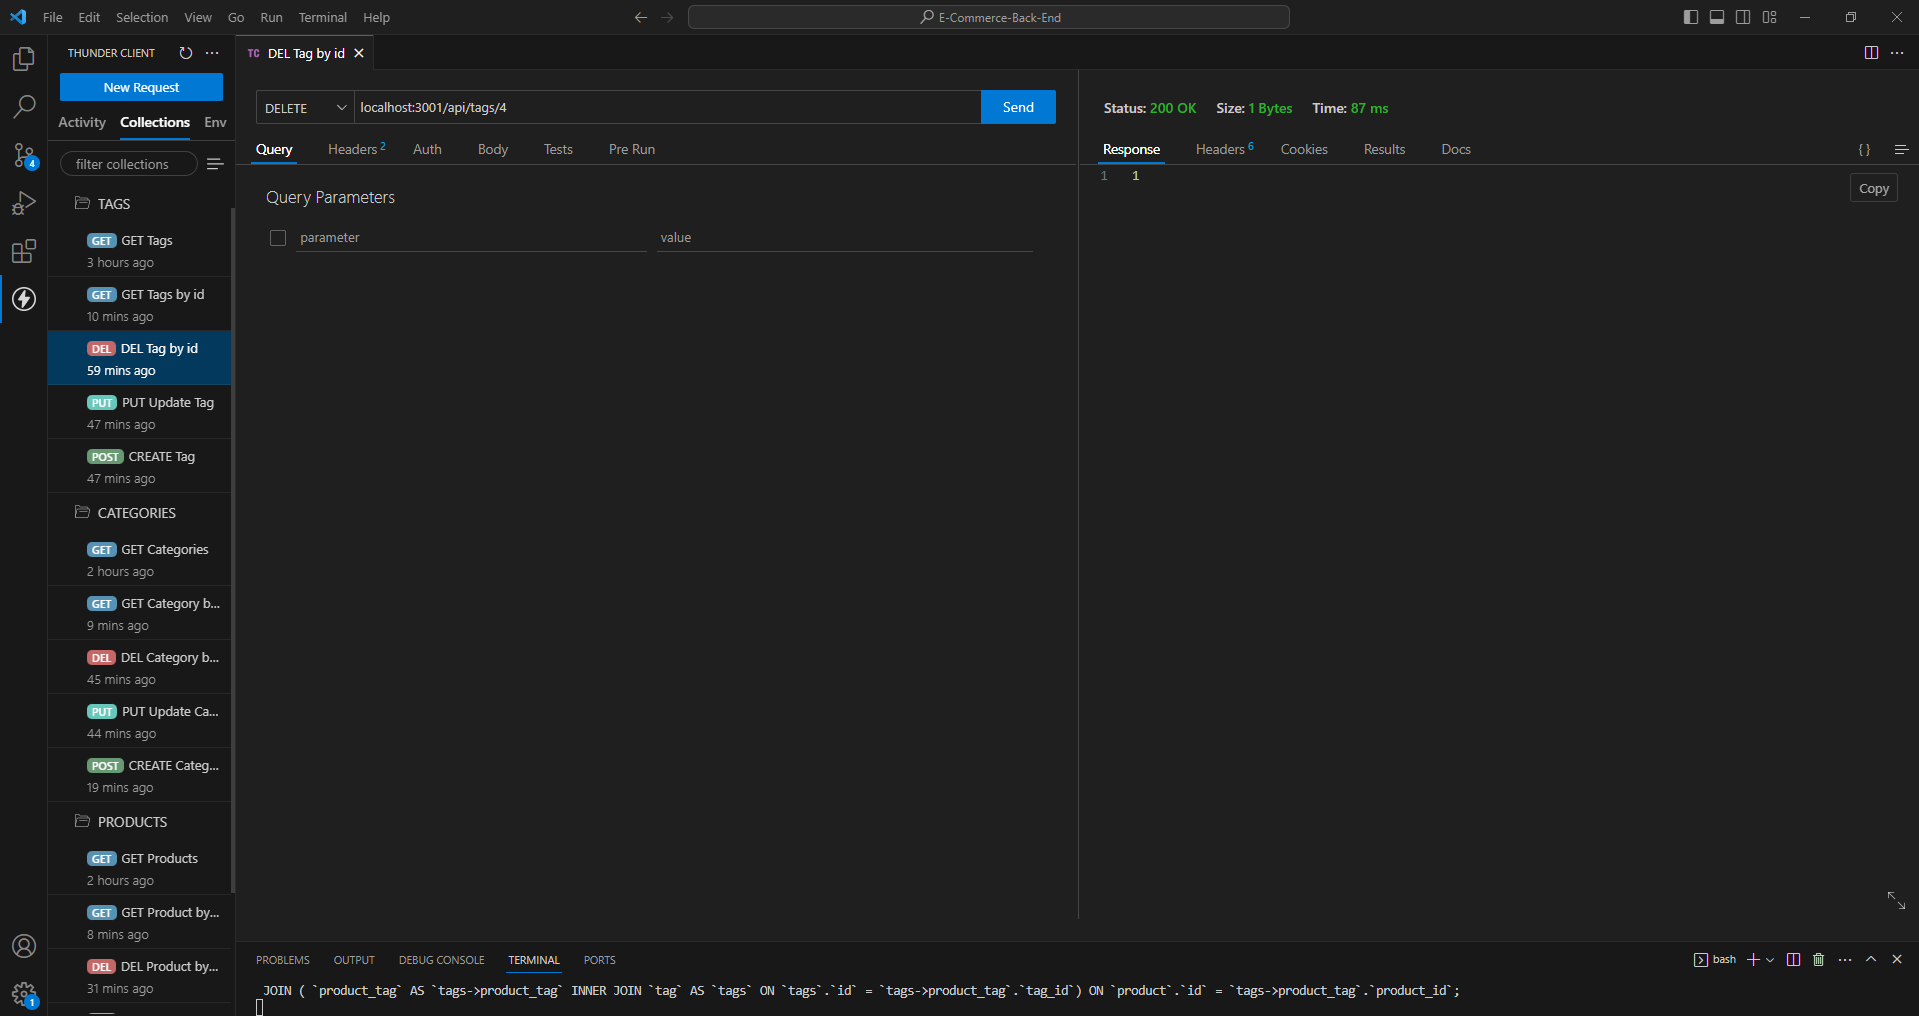 File Edit Selection View Go Run Terminal Help
E-Commerce-Back-End
THUNDER CLIENT
New Request
Activity Collections Env
filter collections
TAGS
GET GET Tags
3 hours ago
GET GET Tags by id
10 mins ago
DEL DEL Tag by id
59 mins ago
PUT PUT Update Tag
47 mins ago
POST CREATE Tag
47 mins ago
CATEGORIES
GET GET Categories
2 hours ago
GET GET Category b...
9 mins ago
DEL DEL Category b...
45 mins ago
PUT PUT Update Ca...
44 mins ago
POST CREATE Categ...
19 mins ago
PRODUCTS
GET GET Products
2 hours ago
GET GET Product by...
8 mins ago
DEL DEL Product by...
31 mins ago
4
1
TC DEL Tag by id
DELETE localhost:3001/api/tags/4 Send
Query Headers 2 Auth Body Tests Pre Run
Query Parameters
parameter value
Status: 200 OK Size: 1 Bytes Time: 87 ms
Response Headers 6 Cookies Results Docs {}
1 1
Copy
PROBLEMS OUTPUT DEBUG CONSOLE TERMINAL PORTS
bash
JOIN ( `product_tag` AS `tags->product_tag` INNER JOIN `tag` AS `tags` ON `tags`.`id` = `tags->product_tag`.`tag_id`) ON `product`.`id` = `tags->product_tag`.`product_id`;